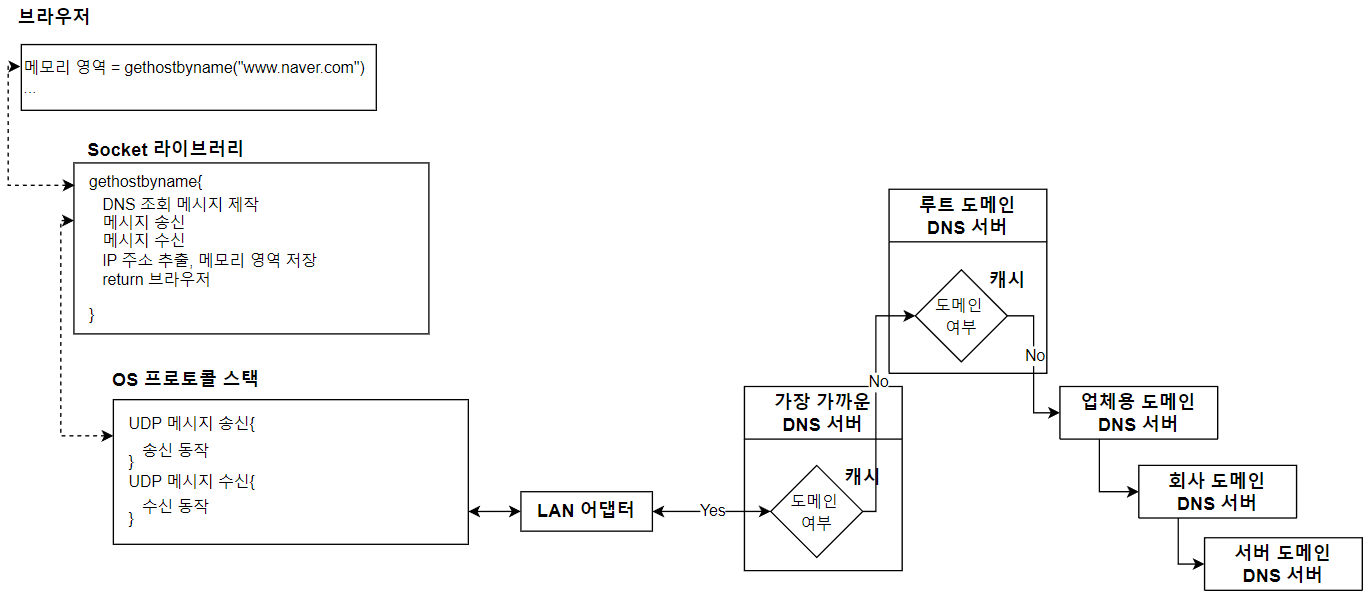 브라우저
메모리 영역 = gethostbyname("www.naver.com")
...
Socket 라이브러리
gethostbyname{
DNS 조회 메시지 제작
메시지 송신
메시지 수신
IP 주소 추출, 메모리 영역 저장
return 브라우저
}
OS 프로토콜 스택
UDP 메시지 송신{
송신 동작
}
UDP 메시지 수신{
수신 동작
}
LAN 어댑터
Yes
가장 가까운
DNS 서버
캐시
도메인
여부
No
루트 도메인
DNS 서버
캐시
도메인
여부
No
업체용 도메인
DNS 서버
회사 도메인
DNS 서버
서버 도메인
DNS 서버